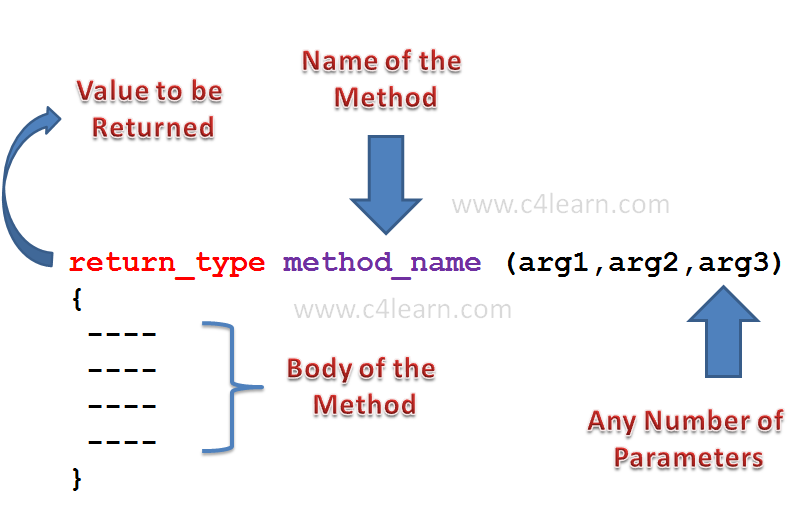 Name of the
Method
Value to be
Returned
www.c4learn.com
return_type method_name (arg1,arg2,arg3)
{
www.c4learn.com
----
----
----
----
Body of the
Method
Any Number of
Parameters
}